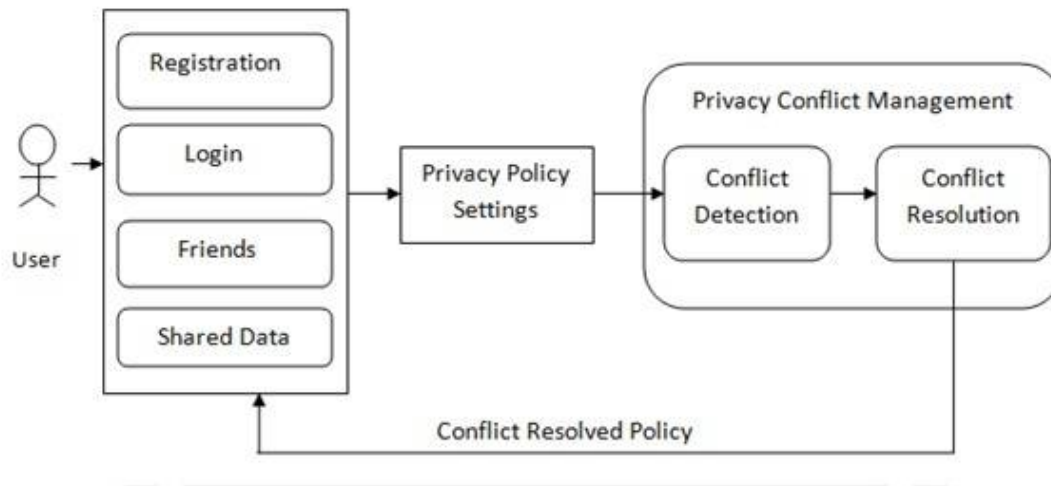 Registration
Login
Friends
Shared Data
User
Privacy Policy
Settings
Privacy Conflict Management
Conflict
Detection
Conflict
Resolution
Conflict Resolved Policy